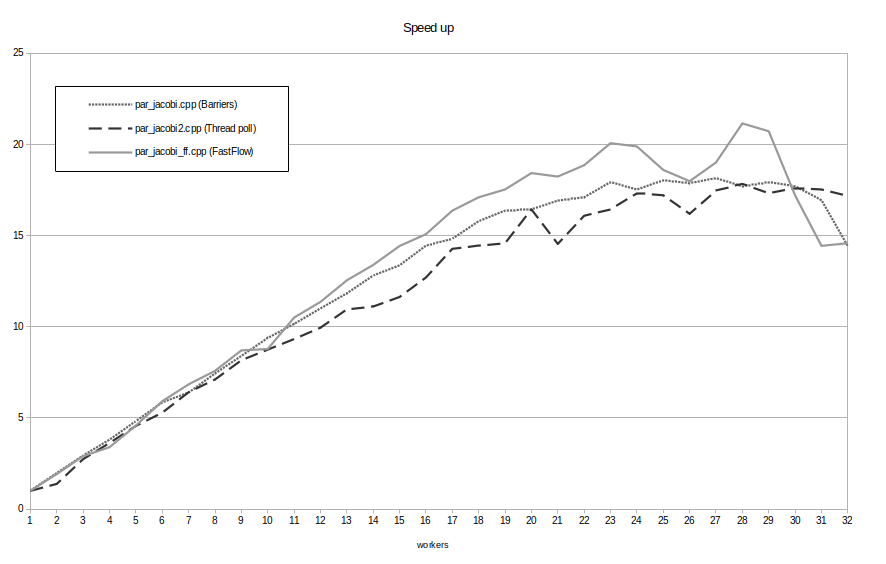 Speed up
25
20
15
10
5
0
par_jacobi.cpp (Barriers)
par_jacobi2.cpp (Thread poll)
par_jacobi_ff.cpp (FastFlow)
1 2 3 4 5 6 7 8 9 10 11 12 13 14 15 16 17 18 19 20 21 22 23 24 25 26 27 28 29 30 31 32
workers